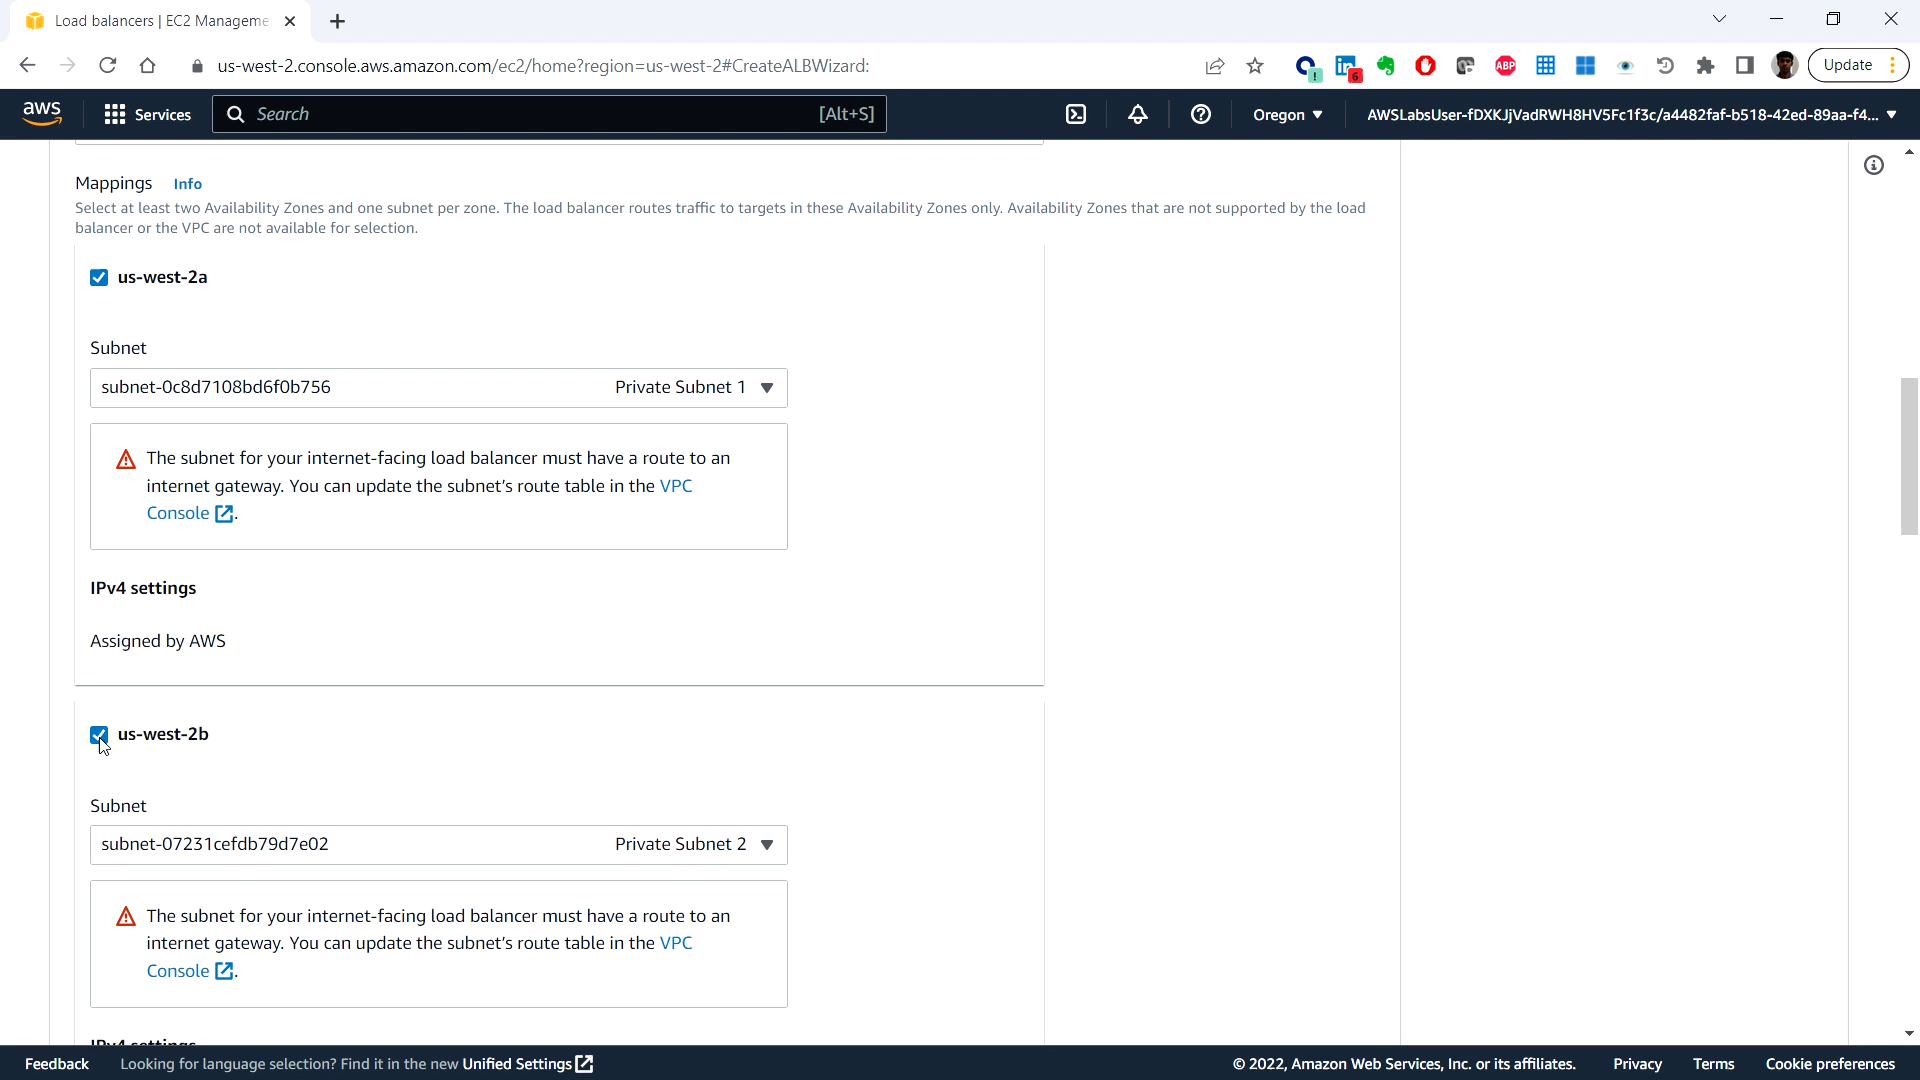 Load balancers | EC2 Manageme
us-west-2.console.aws.amazon.com/ec2/home?region=us-west-2#CreateALBWizard:
6
ABP
Update
aws
Services
Search
[Alt+S]
Oregon
AWSLabsUser-fDXKJjVadRWH8HV5Fc1f3c/a4482faf-b518-42ed-89aa-f4...
Mappings Info
Select at least two Availability Zones and one subnet per zone. The load balancer routes traffic to targets in these Availability Zones only. Availability Zones that are not supported by the load
balancer or the VPC are not available for selection.
us-west-2a
Subnet
subnet-0c8d7108bd6f0b756 Private Subnet 1
The subnet for your internet-facing load balancer must have a route to an
internet gateway. You can update the subnet's route table in the VPC
Console.
IPv4 settings
Assigned by AWS
us-west-2b
Subnet
subnet-07231cefdb79d7e02 Private Subnet 2
The subnet for your internet-facing load balancer must have a route to an
internet gateway. You can update the subnet's route table in the VPC
Console.
IPv4 settings
Feedback Looking for language selection? Find it in the new Unified Settings © 2022, Amazon Web Services, Inc. or its affiliates. Privacy Terms Cookie preferences